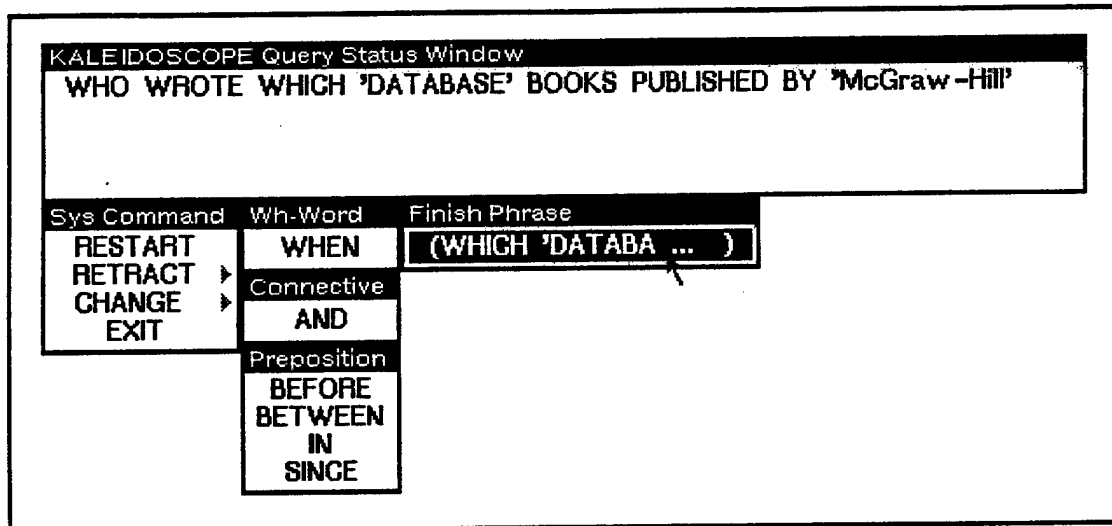 KALEIDOSCOPE Query Status Window
WHO WROTE WHICH 'DATABASE' BOOKS PUBLISHED BY 'McGraw-Hill'
Sys Command
RESTART
RETRACT
CHANGE
EXIT
Wh-Word
WHEN
Connective
AND
Preposition
BEFORE
BETWEEN
IN
SINCE
Finish Phrase
(WHICH 'DATABA ... )